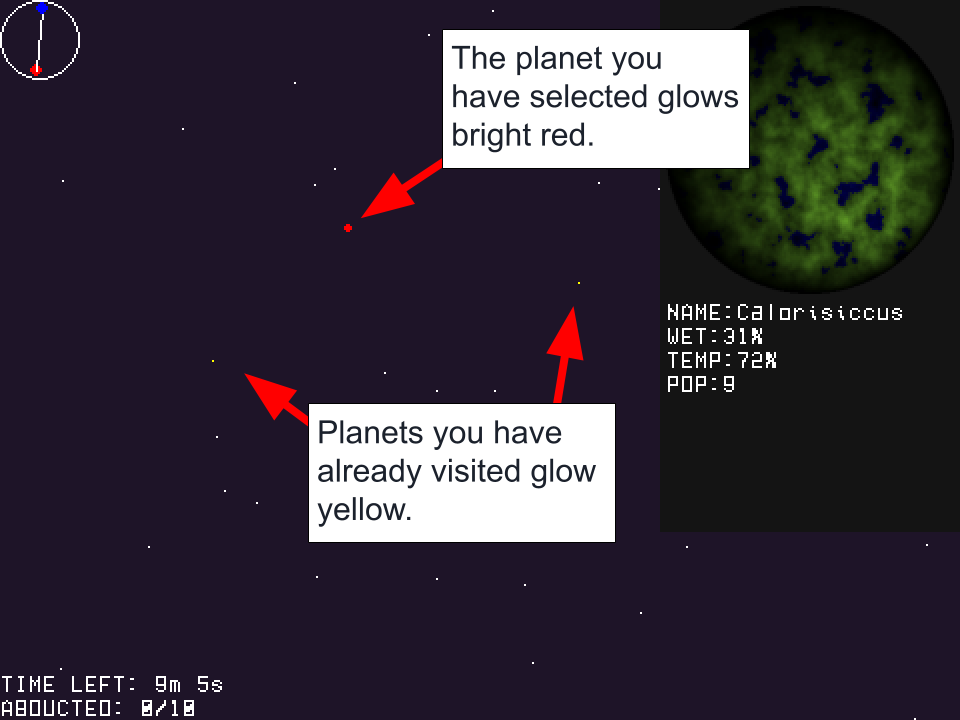 The planet you
have selected glows
bright red.
NAME:Calorisiccus
WET:31%
TEMP:72%
POP:9
Planets you have
already visited glow
yellow.
TIME LEFT: 9m 5s
ABDUCTED: 0/10